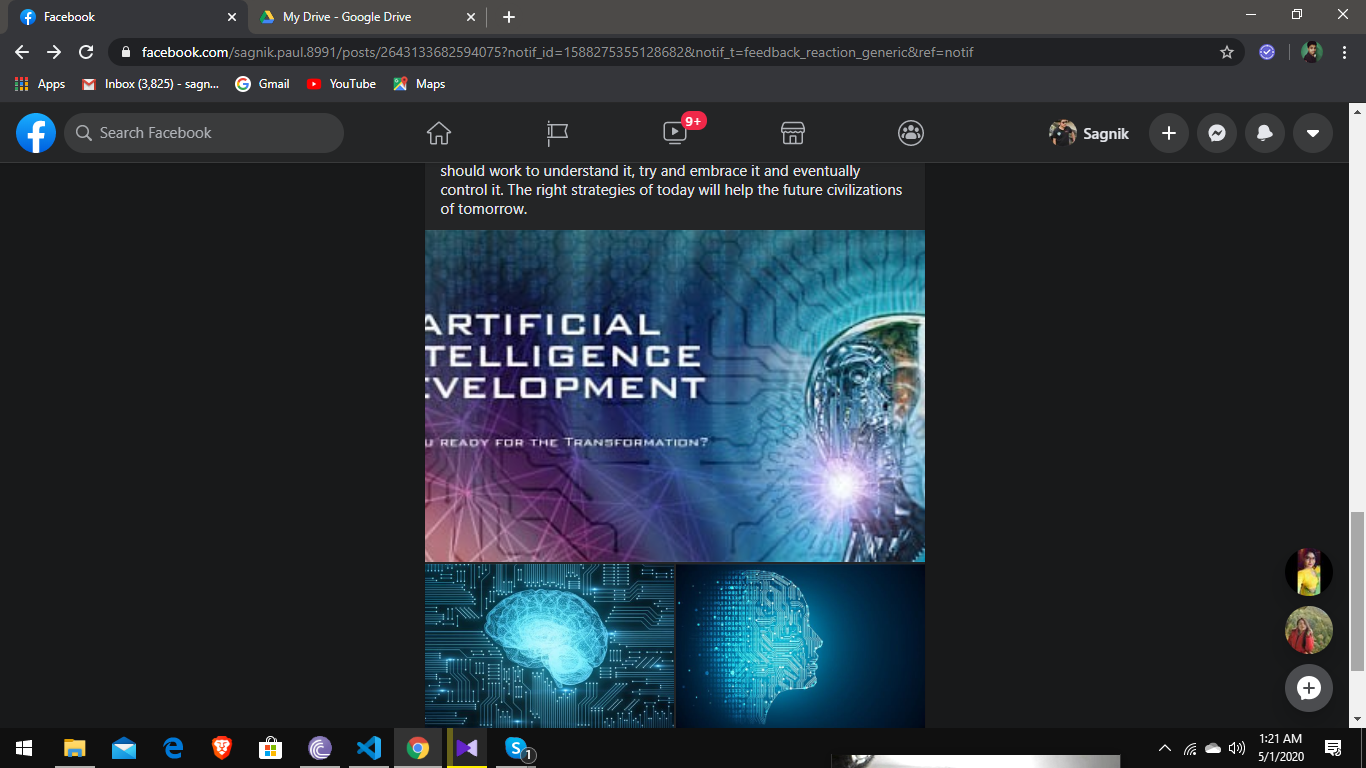 Facebook
My Drive - Google Drive
facebook.com/sagnik.paul.8991/posts/2643133682594075?notif_id=1588275355128682&notif_t=feedback_reaction_generic&ref=notif
Apps
Inbox (3,825) - sagn...
Gmail
YouTube
Maps
Search Facebook
9+
Sagnik
should work to understand it, try and embrace it and eventually
control it. The right strategies of today will help the future civilizations
of tomorrow.
ARTIFICIAL
TELLIGENCE
EVELOPMENT
U READY FOR THE TRANSFORMATION?
1
1:21 AM
5/1/2020